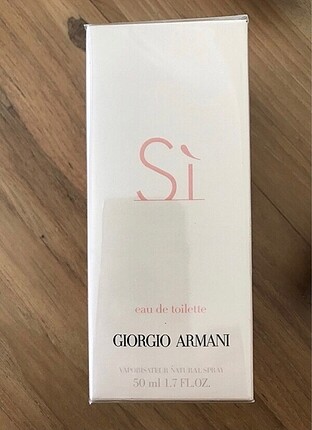 Sì
eau de toilette
GIORGIO ARMANI
VAPORISATEUR NATURAL SPRAY
50 ml 1.7 FL.OZ.